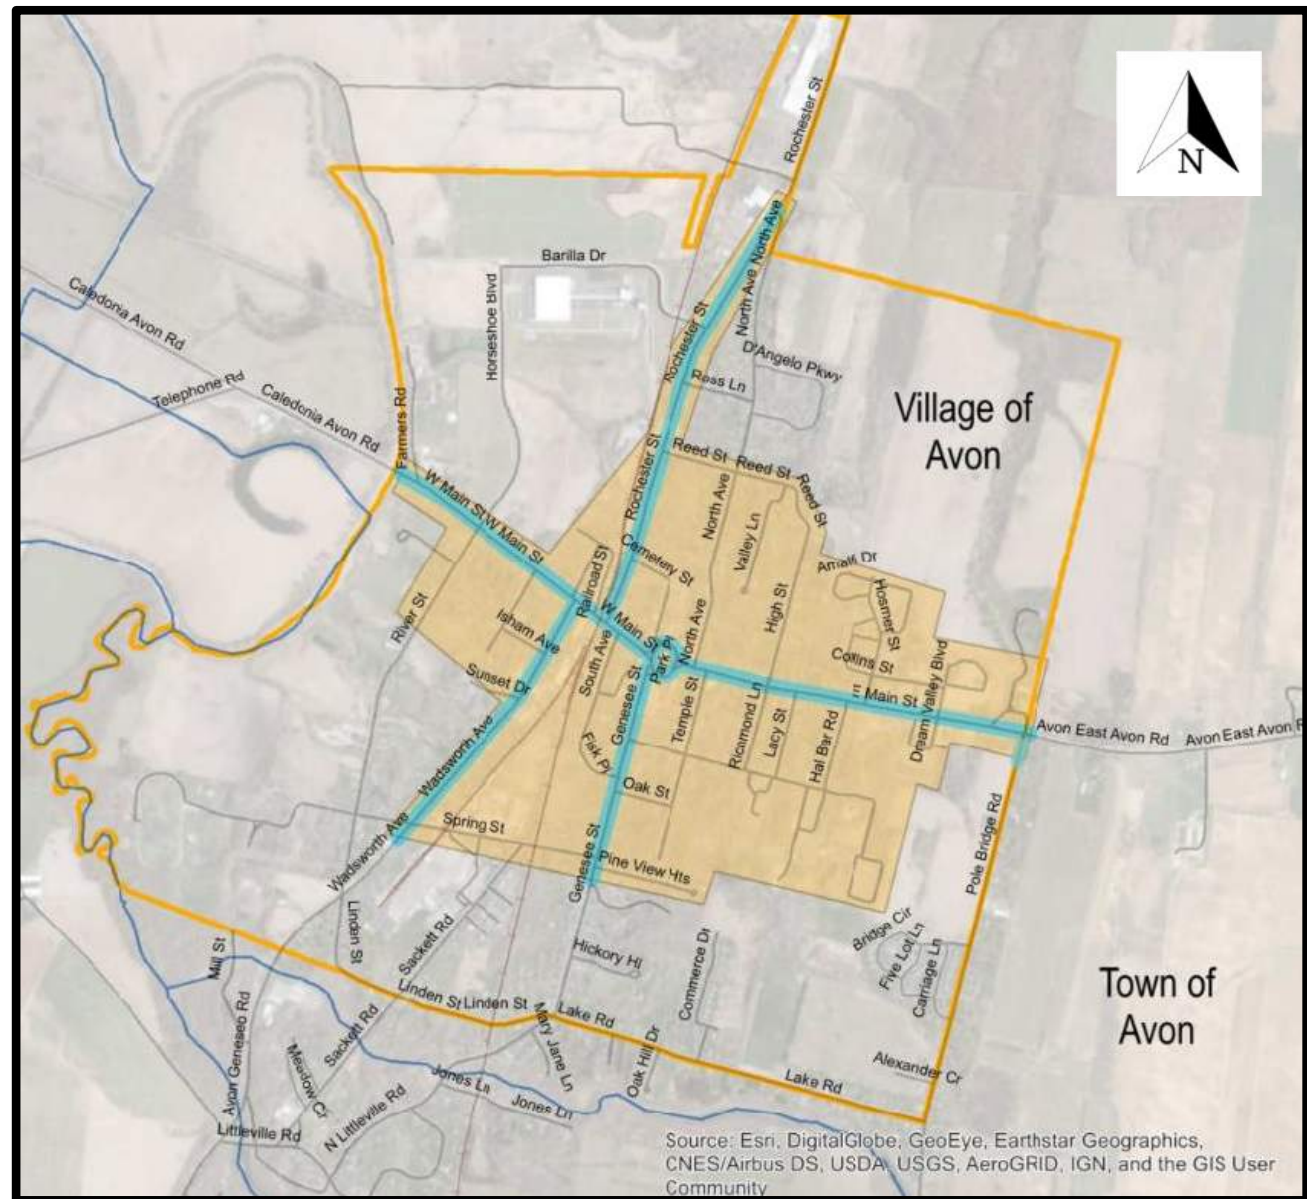 Rochester St
N
North Ave
Barilla Dr
Horseshoe Blvd
North Ave
Caledonia Avon Rd
Rochester St
D'Angelo Pkwy
Telephone Rd
Ross Ln
Caledonia Avon Rd
Farmers Rd
Village of
Avon
Reed St
Reed St
Reed St
Rochester St
W Main St
W Main St
North Ave
Valley Ln
Cemetery St
Amalfi Dr
Railroad St
Hosmer St
High St
River St
Isham Ave
W Main St
North Ave
Park Pl
Collins St
South Ave
Sunset Dr
Genesee St
E Main St
Dream Valley Blvd
Temple St
Richmond Ln
Lacy St
Hal Bar Rd
Avon East Avon Rd
Avon East Avon R
Wadsworth Ave
Fisk Pl
Oak St
Spring St
Wadsworth Ave
Genesee St
Pine View Hts
Pole Bridge Rd
Linden St
Sackett Rd
Hickory Hl
Commerce Dr
Bridge Cir
Five Lot Ln
Carriage Ln
Mill St
Town of
Avon
Linden St
Linden St
Lake Rd
Avon Geneseo Rd
Sackett Rd
Mary Jane Ln
Oak Hill Dr
Meadow Cr
Jones Ln
Jones Ln
Lake Rd
Alexander Cr
N Littleville Rd
Littleville Rd
Source: Esri, DigitalGlobe, GeoEye, Earthstar Geographics,
CNES/Airbus DS, USDA, USGS, AeroGRID, IGN, and the GIS User
Community